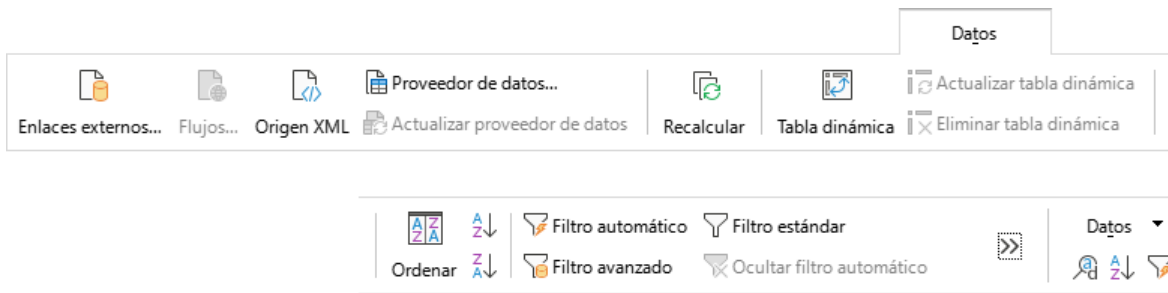 Datos
Proveedor de datos... Actualizar tabla dinámica
Enlaces externos... Flujos... Origen XML Actualizar proveedor de datos Recalcular Tabla dinámica Eliminar tabla dinámica
Filtro automático Filtro estándar Datos
Ordenar Filtro avanzado Ocultar filtro automático